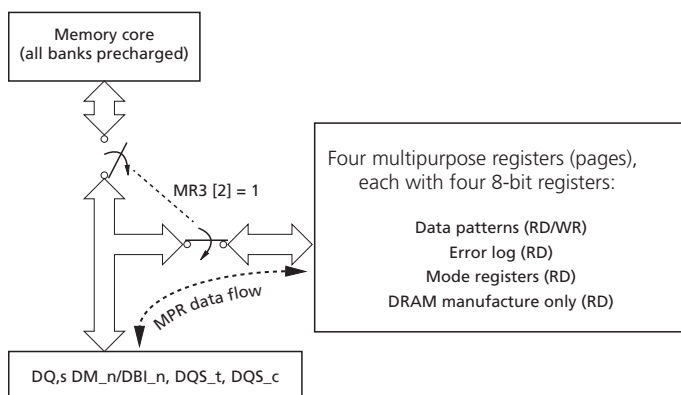 Memory core
(all banks precharged)
MR3 [2] = 1
Four multipurpose registers (pages),
each with four 8-bit registers:
Data patterns (RD/WR)
Error log (RD)
Mode registers (RD)
DRAM manufacture only (RD)
MPR data flow
DQ,s DM_n/DBI_n, DQS_t, DQS_c